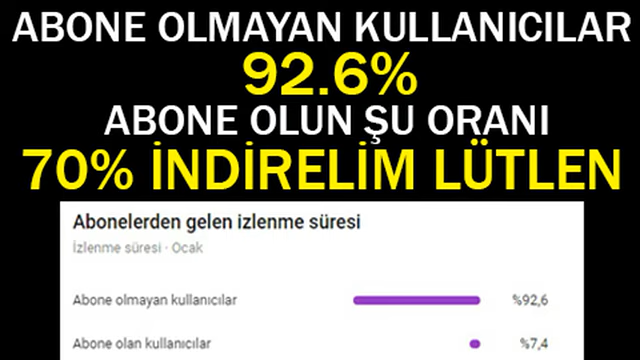 ABONE OLMAYAN KULLANICILAR
92.6%
ABONE OLUN ŞU ORANI
70% İNDİRELİM LÜTLEN
Abonelerden gelen izlenme süresi
İzlenme süresi · Ocak
Abone olmayan kullanıcılar %92,6
Abone olan kullanıcılar %7,4